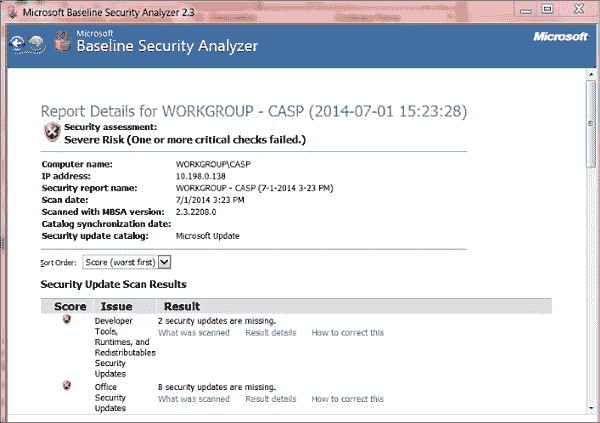 Microsoft Baseline Security Analyzer 2.3
Microsoft
Baseline Security Analyzer
Microsoft
Report Details for WORKGROUP - CASP (2014-07-01 15:23:28)
Security assessment:
Severe Risk (One or more critical checks failed.)
Computer name: WORKGROUP\CASP
IP address: 10.198.0.138
Security report name: WORKGROUP - CASP (7-1-2014 3-23 PM)
Scan date: 7/1/2014 3:23 PM
Scanned with MBSA version: 2.3.2208.0
Catalog synchronization date:
Security update catalog: Microsoft Update
Sort Order: Score (worst first)
Security Update Scan Results
Score Issue Result
Developer 2 security updates are missing.
Tools, What was scanned Result details How to correct this
Runtimes, and
Redistributables
Security
Updates
Office 8 security updates are missing.
Security What was scanned Result details How to correct this
Updates